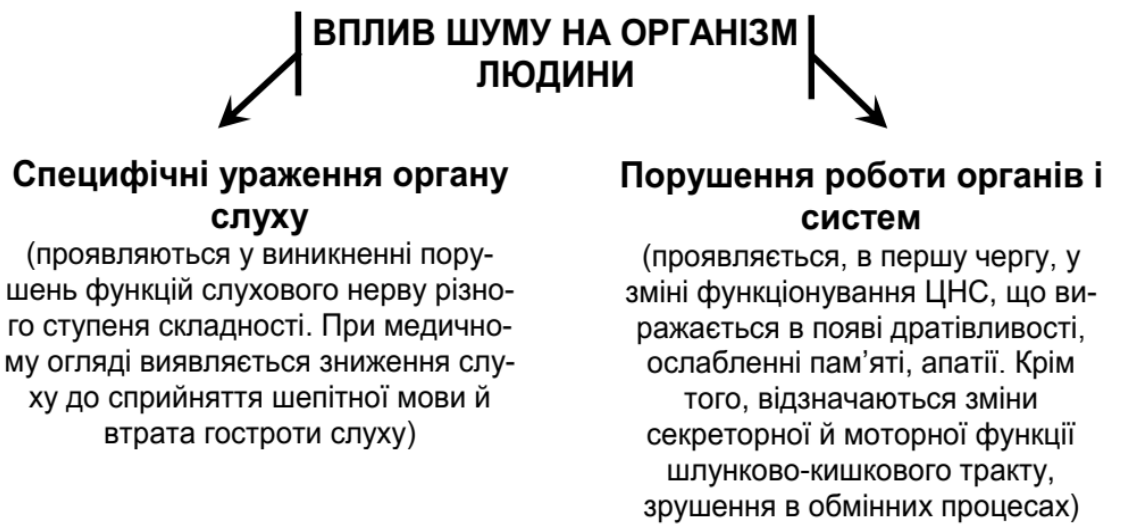 ВПЛИВ ШУМУ НА ОРГАНІЗМ
ЛЮДИНИ
Специфічні ураження органу
слуху
(проявляються у виникненні пору-
шень функцій слухового нерву різно-
го ступеня складності. При медично-
му огляді виявляється зниження слу-
ху до сприйняття шепітної мови й
втрата гостроти слуху)
Порушення роботи органів і
систем
(проявляється, в першу чергу, у
зміні функціонування ЦНС, що ви-
ражається в появі дратівливості,
ослабленні пам’яті, апатії. Крім
того, відзначаються зміни
секреторної й моторної функції
шлунково-кишкового тракту,
зрушення в обмінних процесах)